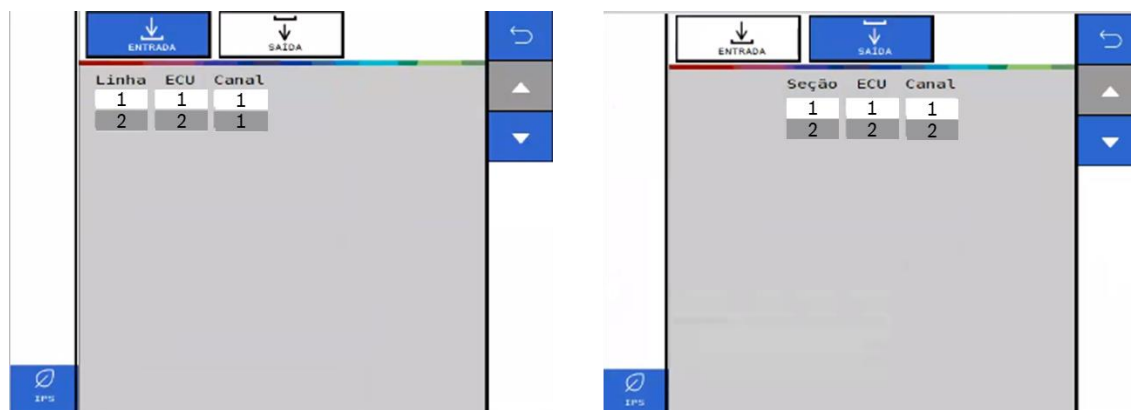 ENTRADA
SAÍDA
Linha ECU Canal
1 1 1
2 2 1
IPS
ENTRADA
SAÍDA
Seção ECU Canal
1 1 1
2 2 2
IPS